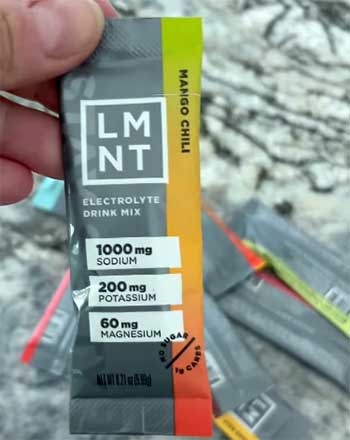 MANGO CHILI
LM
NT
ELECTROLYTE
DRINK MIX
1000 mg
SODIUM
200 mg
POTASSIUM
60 mg
MAGNESIUM
NO SUGAR
NET WT 0.21 oz (5.99g)